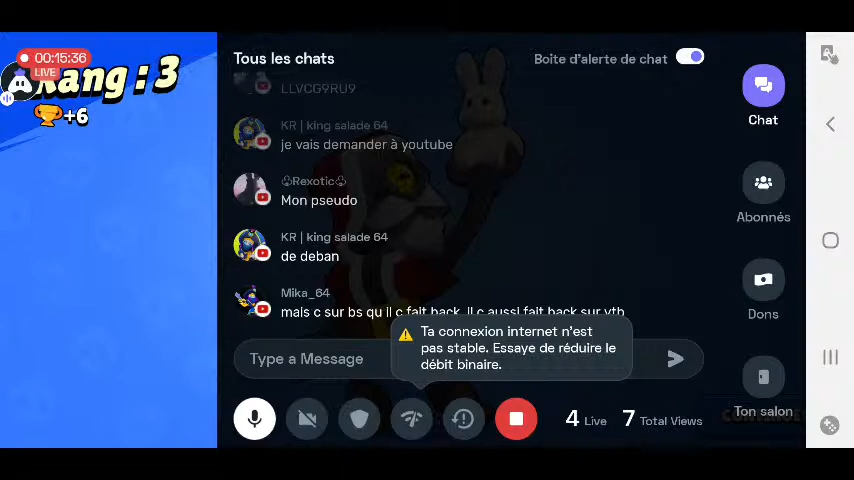 00:15:36
LIVE
Rang : 3
+6
Tous les chats
Boite d'alerte de chat
LLVCG9RU9
KR | king salade 64
je vais demander à youtube
♧Rexotic♧
Mon pseudo
KR | king salade 64
de deban
Mika_64
mais c sur bs qu il c fait hack, il c aussi fait hack sur ytb
Ta connexion internet n'est
pas stable. Essaye de réduire le
débit binaire.
Type a Message
4 Live 7 Total Views
Chat
Abonnés
Dons
Ton salon